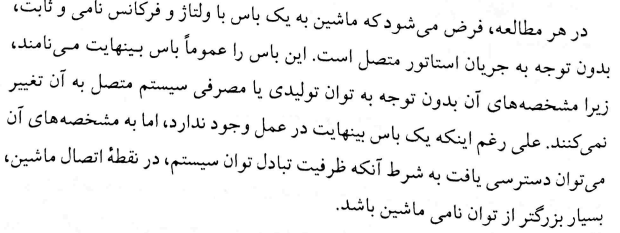 در هر مطالعه، فرض می‌شود که ماشین به یک باس با ولتاژ و فرکانس نامی و ثابت،
بدون توجه به جریان استاتور متصل است. این باس را عموماً باس بینهایت می‌نامند،
زیرا مشخصه‌های آن بدون توجه به توان تولیدی یا مصرفی سیستم متصل به آن تغییر
نمی‌کنند. علی رغم اینکه یک باس بینهایت در عمل وجود ندارد، اما به مشخصه‌های آن
می‌توان دسترسی یافت به شرط آنکه ظرفیت تبادل توان سیستم، در نقطهٔ اتصال ماشین،
بسیار بزرگتر از توان نامی ماشین باشد.